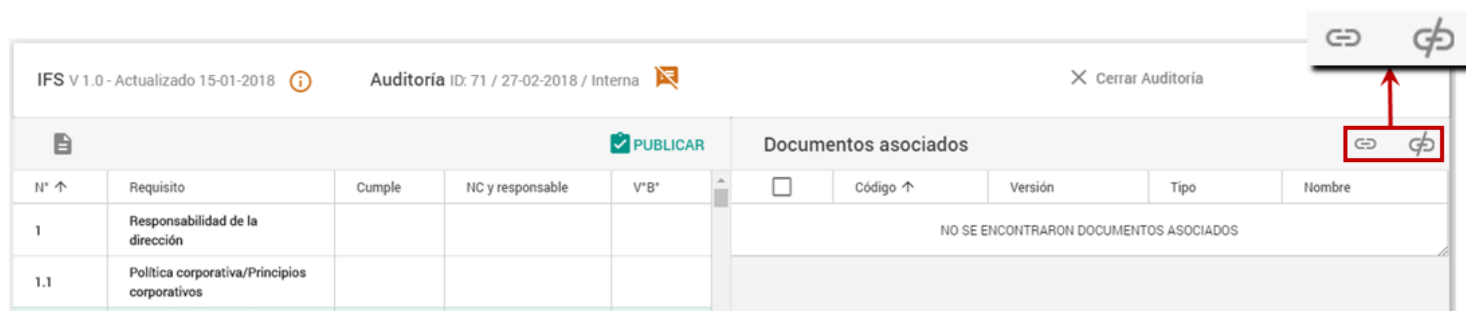 IFS V 1.0 - Actualizado 15-01-2018 Auditoría ID: 71 / 27-02-2018 / Interna Cerrar Auditoría
PUBLICAR Documentos asociados
N° Requisito Cumple NC y responsable V°B° Código Versión Tipo Nombre
1 Responsabilidad de la
dirección
NO SE ENCONTRARON DOCUMENTOS ASOCIADOS
1.1 Política corporativa/Principios
corporativos